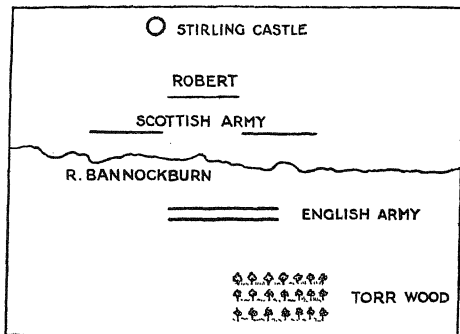 STIRLING CASTLE
ROBERT
SCOTTISH ARMY
R. BANNOCKBURN
ENGLISH ARMY
TORR WOOD